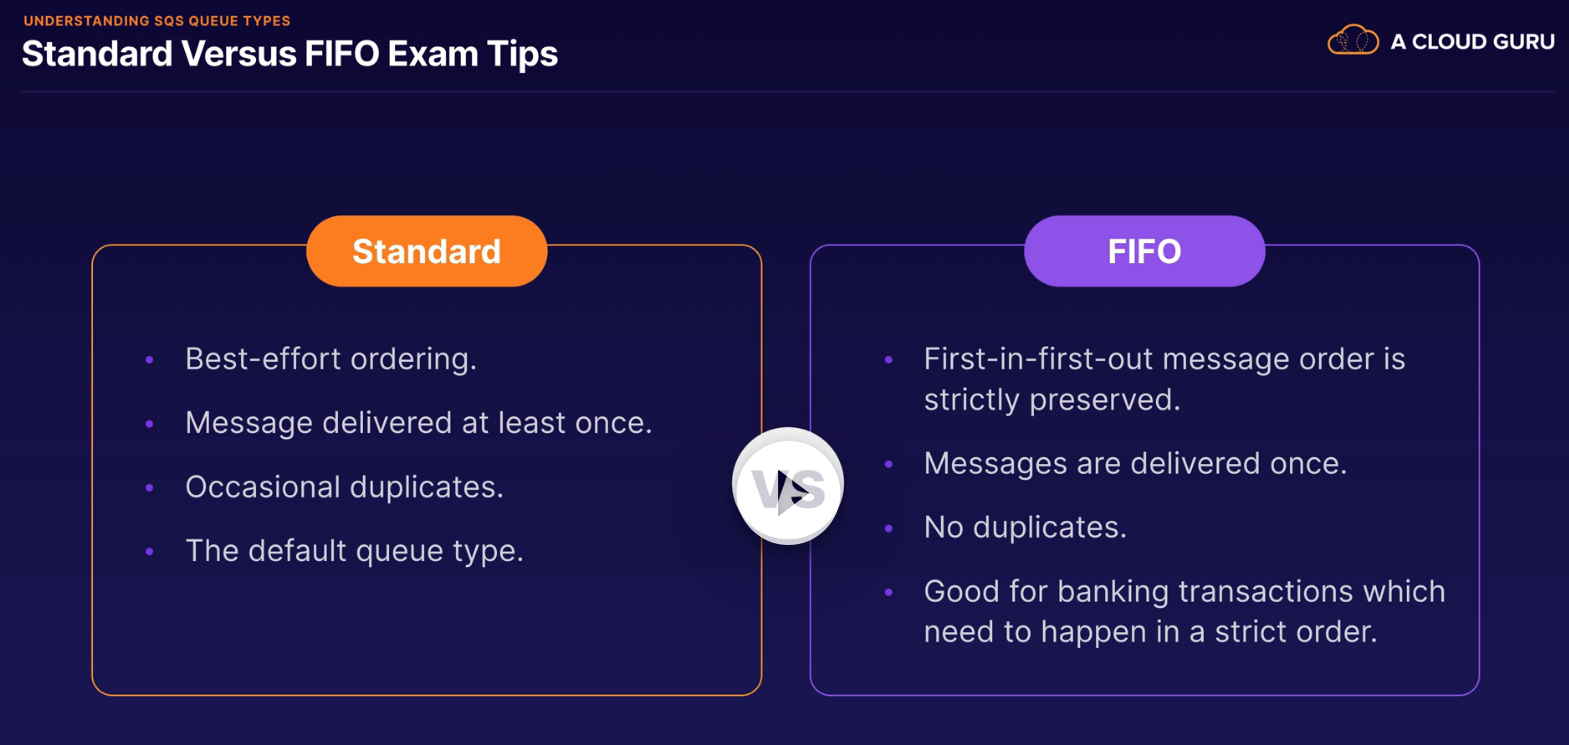 UNDERSTANDING SQS QUEUE TYPES
Standard Versus FIFO Exam Tips
A CLOUD GURU
Standard
Best-effort ordering.
Message delivered at least once.
Occasional duplicates.
The default queue type.
VS
FIFO
First-in-first-out message order is
strictly preserved.
Messages are delivered once.
No duplicates.
Good for banking transactions which
need to happen in a strict order.